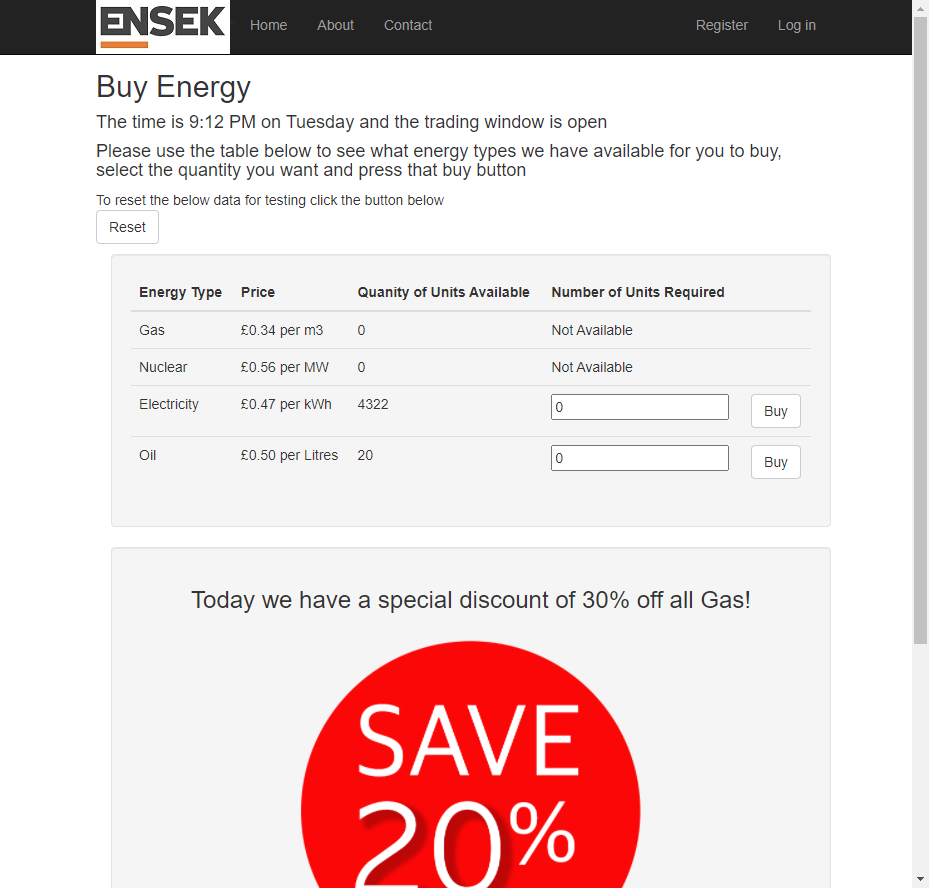 ENSEK Home About Contact Register Log in
Buy Energy
The time is 9:12 PM on Tuesday and the trading window is open
Please use the table below to see what energy types we have available for you to buy,
select the quantity you want and press that buy button
To reset the below data for testing click the button below
Reset
Energy Type Price Quanity of Units Available Number of Units Required
Gas £0.34 per m3 0 Not Available
Nuclear £0.56 per MW 0 Not Available
Electricity £0.47 per kWh 4322 0 Buy
Oil £0.50 per Litres 20 0 Buy
Today we have a special discount of 30% off all Gas!
SAVE
20%